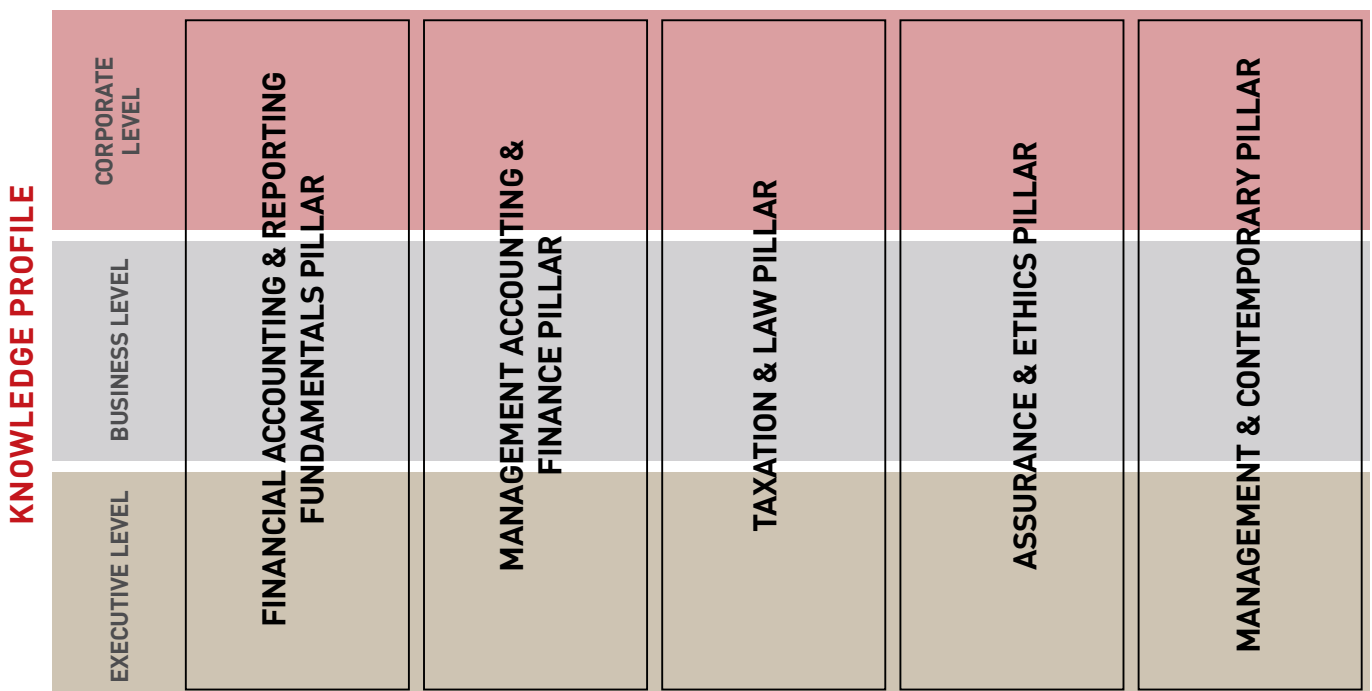 KNOWLEDGE PROFILE
CORPORATE
LEVEL
BUSINESS LEVEL
EXECUTIVE LEVEL
FINANCIAL ACCOUNTING & REPORTING
FUNDAMENTALS PILLAR
MANAGEMENT ACCOUNTING &
FINANCE PILLAR
TAXATION & LAW PILLAR
ASSURANCE & ETHICS PILLAR
MANAGEMENT & CONTEMPORARY PILLAR